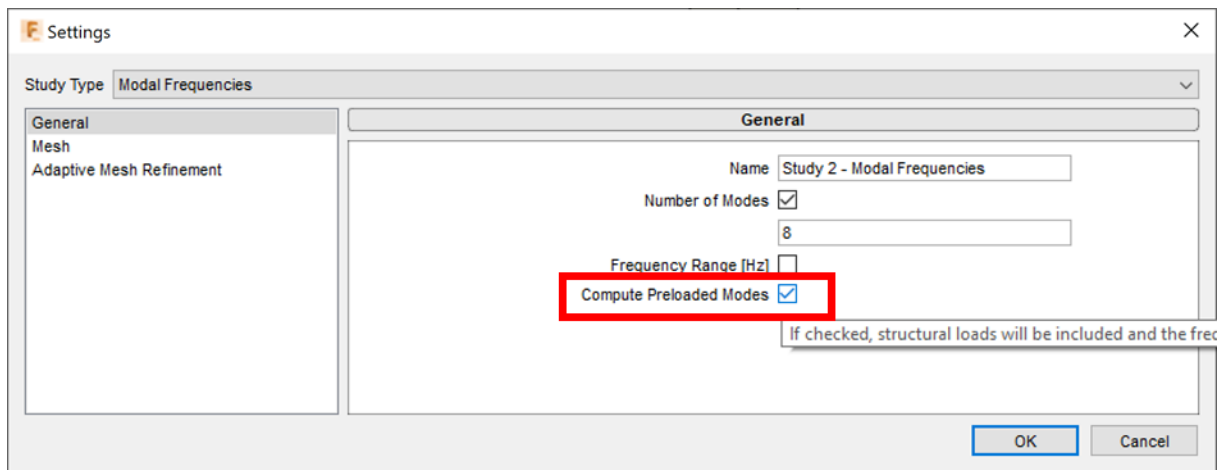 Settings
Study Type Modal Frequencies
General
Mesh
Adaptive Mesh Refinement
General
Name Study 2 - Modal Frequencies
Number of Modes
8
Frequency Range [Hz]
Compute Preloaded Modes
If checked, structural loads will be included and the
OK Cancel